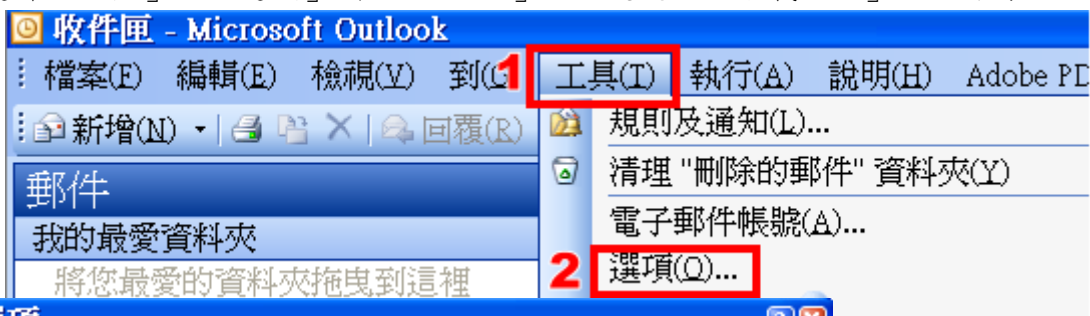 收件匣 - Microsoft Outlook
檔案(F) 編輯(E) 檢視(V) 到(G 1 工具(T) 執行(A) 說明(H) Adobe PD
新增(N) 回覆(R) 規則及通知(L)...
清理 "刪除的郵件" 資料夾(Y)
郵件
電子郵件帳號(A)...
我的最愛資料夾
2 選項(O)...
將您最愛的資料夾拖曳到這裡